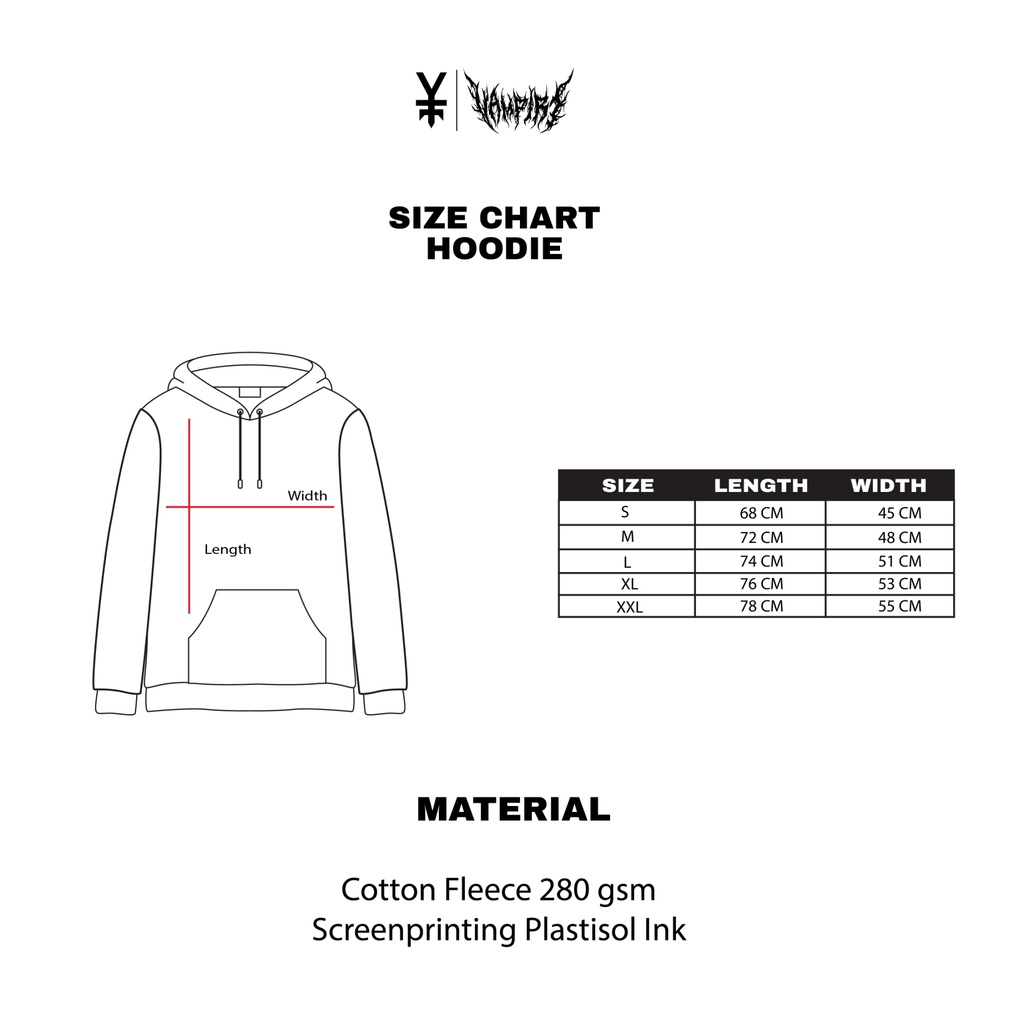 VAMPIRE
SIZE CHART
HOODIE
Width
Length
SIZE LENGTH WIDTH
S 68 CM 45 CM
M 72 CM 48 CM
L 74 CM 51 CM
XL 76 CM 53 CM
XXL 78 CM 55 CM
MATERIAL
Cotton Fleece 280 gsm
Screenprinting Plastisol Ink